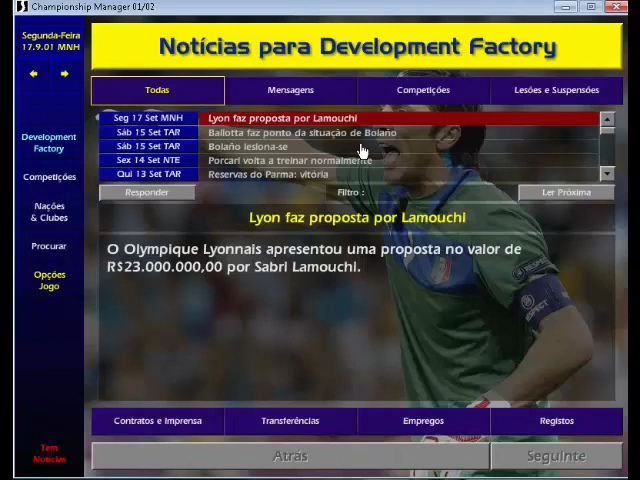 Championship Manager 01/02
Segunda-Feira
17.9.01 MNH
Notícias para Development Factory
Todas
Mensagens
Competições
Lesões e Suspensões
Seg 17 Set MNH Lyon faz proposta por Lamouchi
Sáb 15 Set TAR Ballotta faz ponto da situação de Bolaño
Sáb 15 Set TAR Bolaño lesiona-se
Sex 14 Set NTE Porcari volta a treinar normalmente
Qui 13 Set TAR Reservas do Parma: vitória
Responder
Filtro :
Ler Próxima
Development
Factory
Competições
Nações
& Clubes
Procurar
Opções
Jogo
Tem
Notícias
Lyon faz proposta por Lamouchi
O Olympique Lyonnais apresentou uma proposta no valor de
R$23.000.000,00 por Sabri Lamouchi.
RESPECT
Contratos e Imprensa
Transferências
Empregos
Registos
Atrás
Seguinte